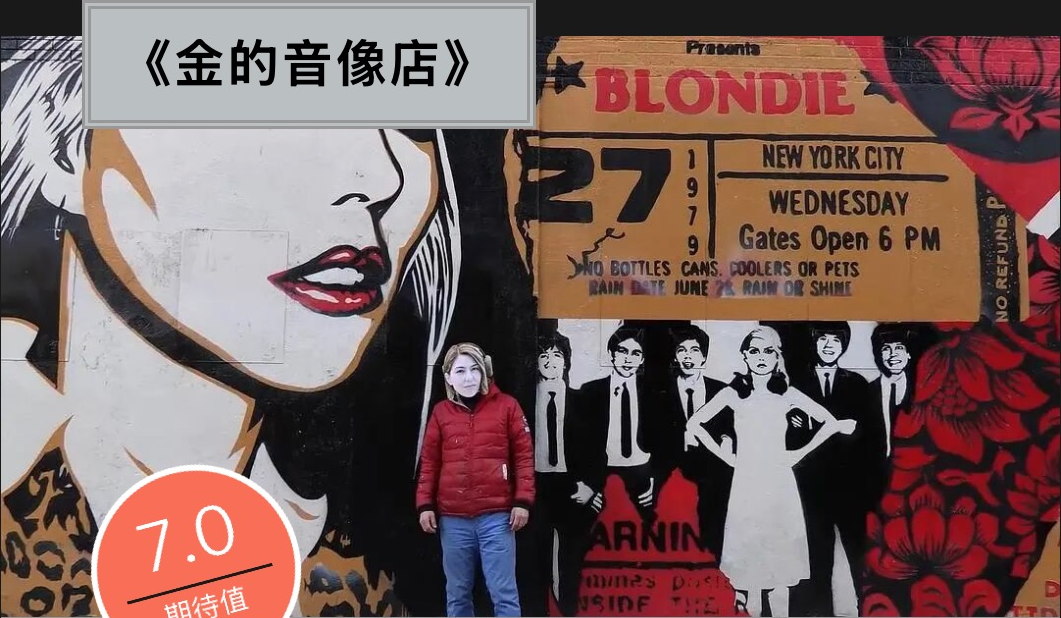 《金的音像店》
Presents
BLONDIE
27
1979
NEW YORK CITY
WEDNESDAY
Gates Open 6 PM
NO BOTTLES CANS, COOLERS OR PETS
RAIN DATE JUNE 28, RAIN OR SHINE
NO REFUND
7.0
期待值
ARNIN
NSIDE THE